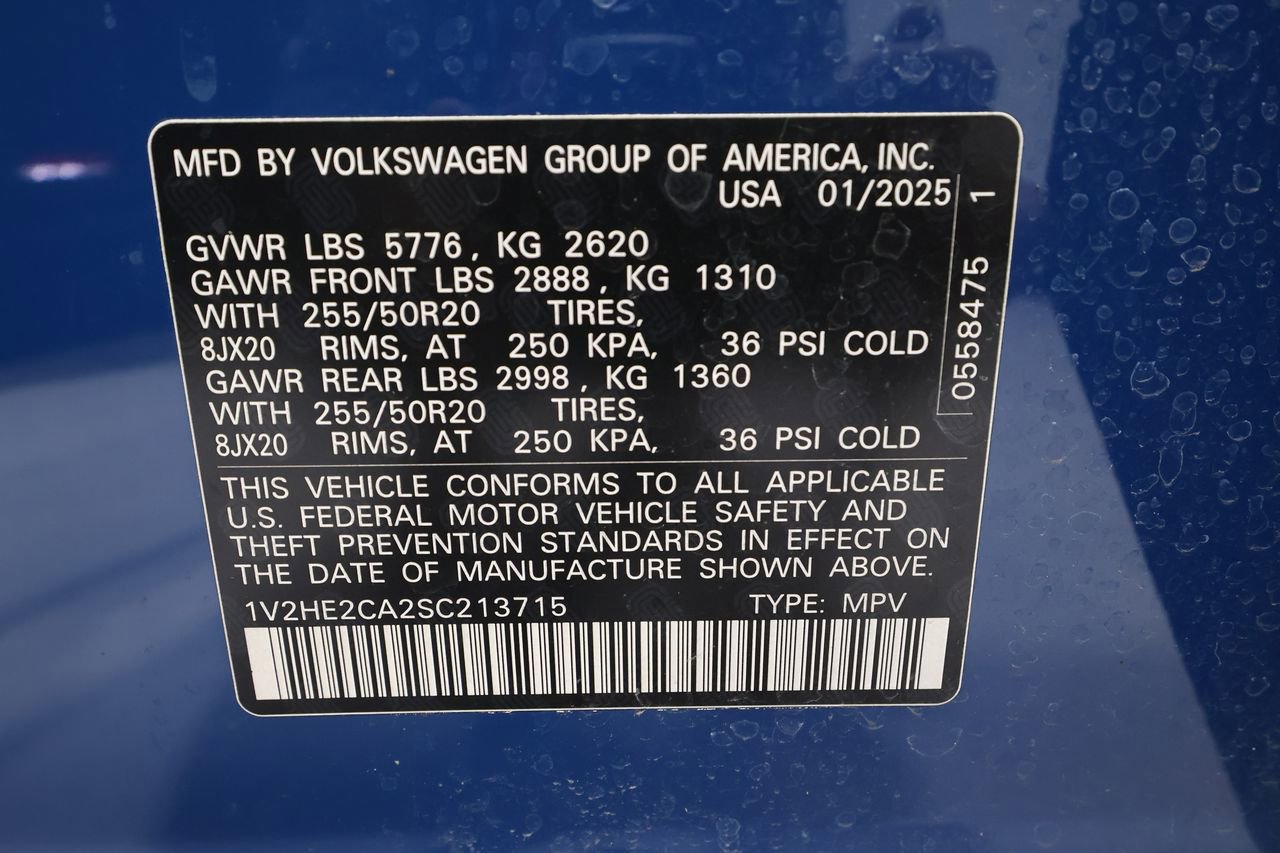 MFD BY VOLKSWAGEN GROUP OF AMERICA, INC.
USA 01/2025
GVWR LBS 5776, KG 2620
GAWR FRONT LBS 2888, KG 1310
WITH 255/50R20 TIRES,
8JX20 RIMS, AT 250 KPA, 36 PSI COLD
GAWR REAR LBS 2998, KG 1360
WITH 255/50R20 TIRES,
8JX20 RIMS, AT 250 KPA, 36 PSI COLD
0558475 1
THIS VEHICLE CONFORMS TO ALL APPLICABLE
U.S. FEDERAL MOTOR VEHICLE SAFETY AND
THEFT PREVENTION STANDARDS IN EFFECT ON
THE DATE OF MANUFACTURE SHOWN ABOVE.
1V2HE2CA2SC213715 TYPE: MPV